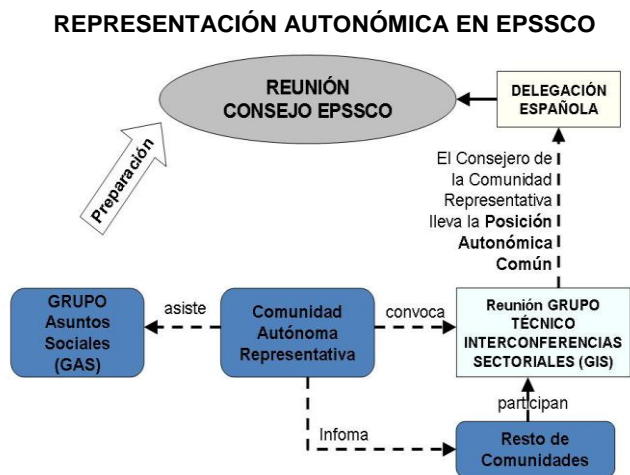 REPRESENTACIÓN AUTONÓMICA EN EPSSCO
REUNIÓN
CONSEJO EPSSCO
DELEGACIÓN
ESPAÑOLA
Preparación
El Consejero de
la Comunidad
Representativa
lleva la Posición
Autonómica
Común
GRUPO
Asuntos
Sociales
(GAS)
asiste
Comunidad
Autónoma
Representativa
convoca
Reunión GRUPO
TÉCNICO
INTERCONFERENCIAS
SECTORIALES (GIS)
participan
Infoma
Resto de
Comunidades